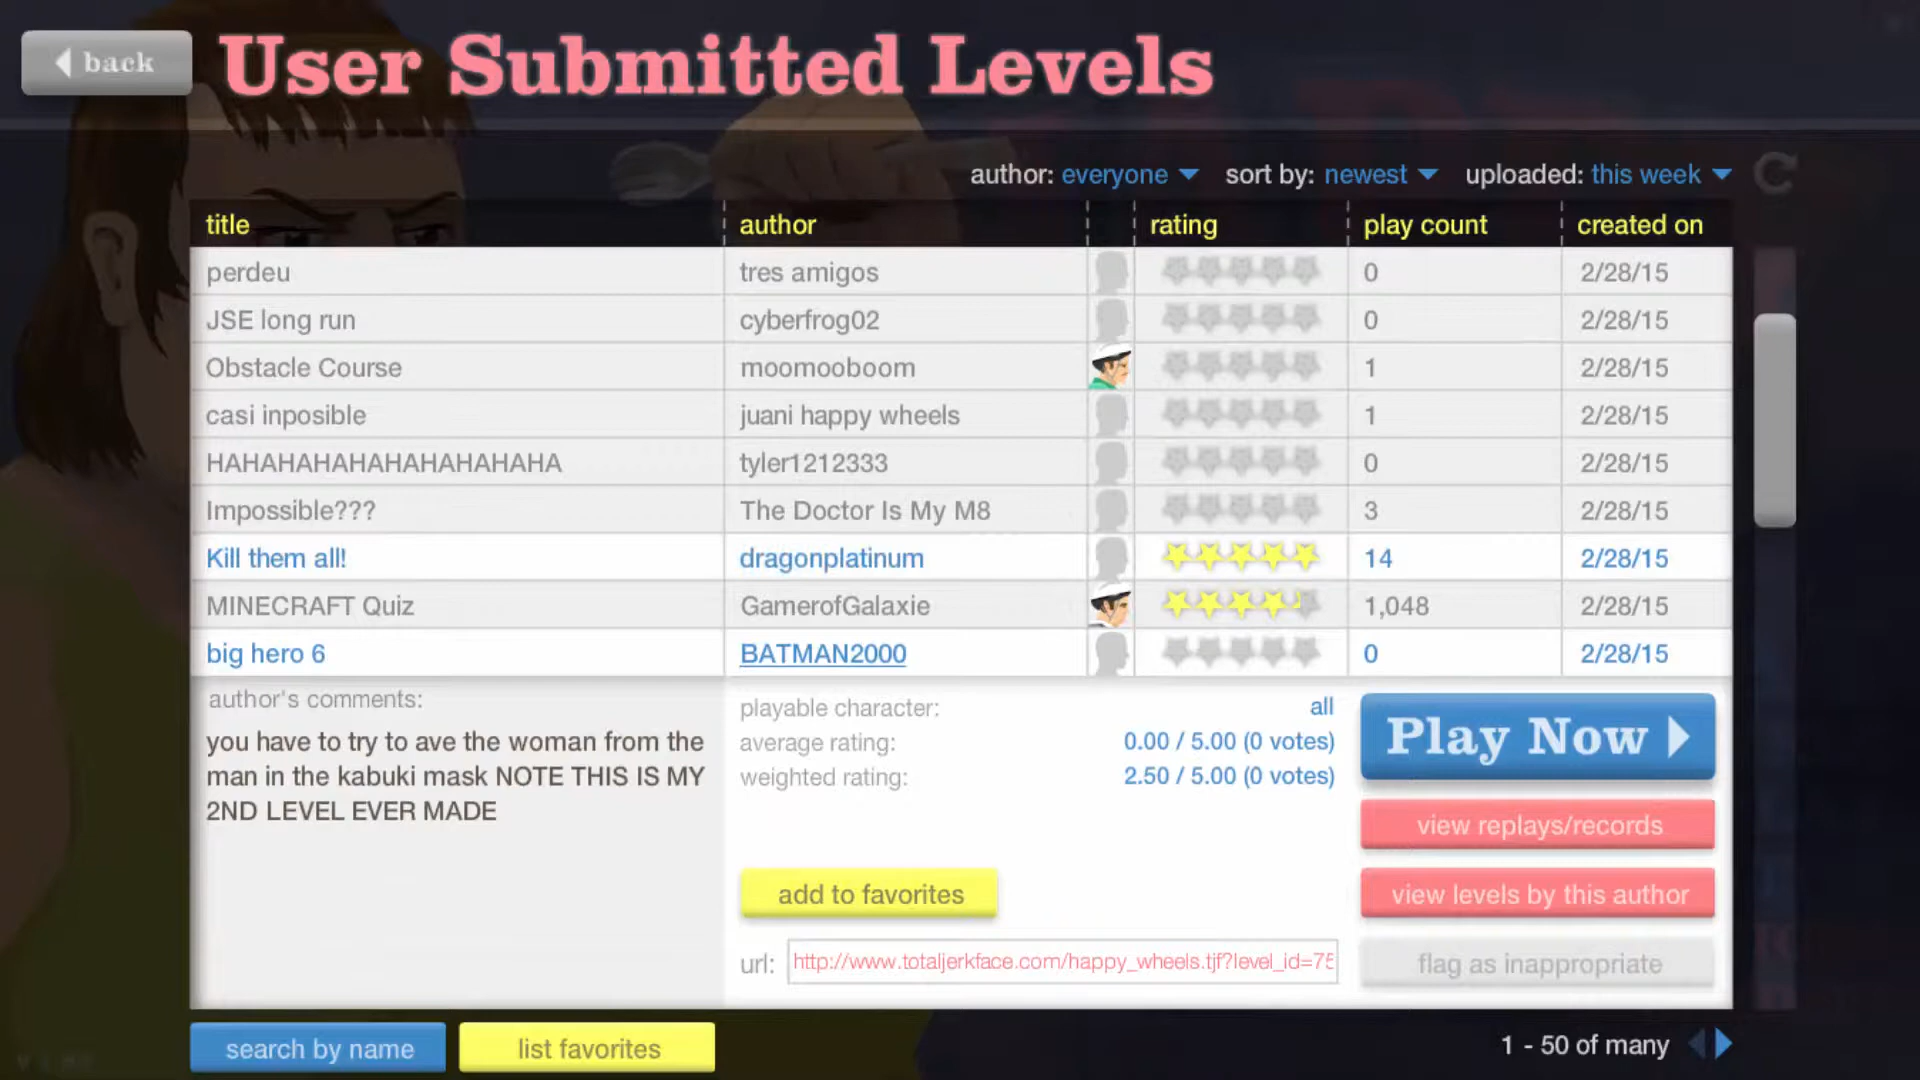 back
User Submitted Levels
author: everyone sort by: newest uploaded: this week
title author rating play count created on
perdeu tres amigos 0 2/28/15
JSE long run cyberfrog02 0 2/28/15
Obstacle Course moomooboom 1 2/28/15
casi inposible juani happy wheels 1 2/28/15
HAHAHAHAHAHAHAHAHAHA tyler1212333 0 2/28/15
Impossible??? The Doctor Is My M8 3 2/28/15
Kill them all! dragonplatinum 14 2/28/15
MINECRAFT Quiz GamerofGalaxie 1,048 2/28/15
big hero 6 BATMAN2000 0 2/28/15
author's comments:
you have to try to ave the woman from the
man in the kabuki mask NOTE THIS IS MY
2ND LEVEL EVER MADE
playable character: all
average rating: 0.00 / 5.00 (0 votes)
weighted rating: 2.50 / 5.00 (0 votes)
add to favorites
url: http://www.totaljerkface.com/happy_wheels.tjf?level_id=75
Play Now
view replays/records
view levels by this author
flag as inappropriate
search by name list favorites 1 - 50 of many